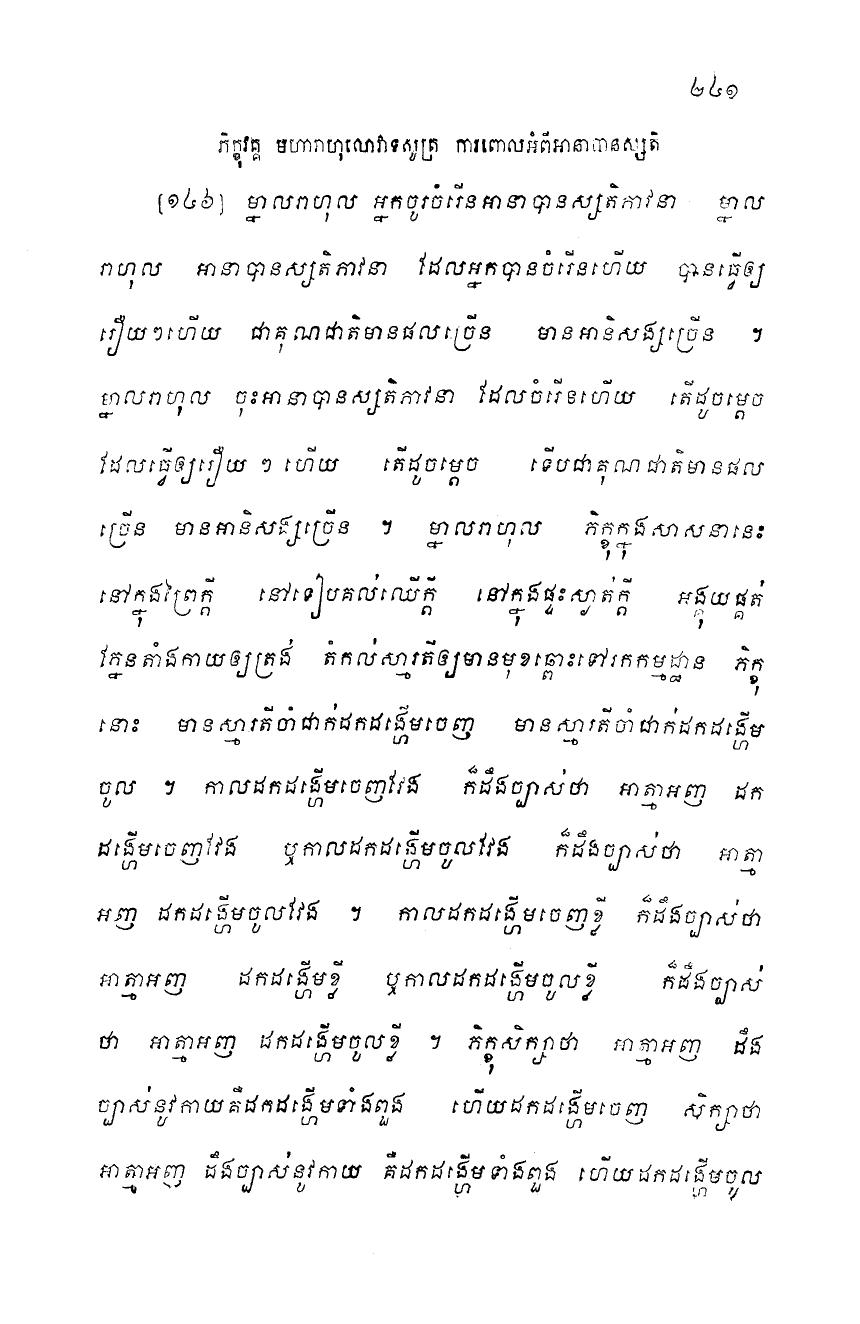 ២៤១
ភិក្ខុវគ្គ មហារាហុលោវាទសូត្រ ការពោលអំពីអានាបានស្សតិ
[១៤៦] ម្នាលរាហុល អ្នកចូរចំរើនអានាបានស្សតិភាវនា ម្នាល
រាហុល អានាបានស្សតិភាវនា ដែលអ្នកបានចំរើនហើយ បានធ្វើឲ្យ
រឿយៗហើយ ជាគុណជាតិមានផលច្រើន មានអានិសង្សច្រើន ។
ម្នាលរាហុល ចុះអានាបានស្សតិភាវនា ដែលចំរើនហើយ តើដូចម្តេច
ដែលធ្វើឲ្យរឿយ ៗ ហើយ តើដូចម្តេច ទើបជាគុណជាតិមានផល
ច្រើន មានអានិសង្សច្រើន ។ ម្នាលរាហុល ភិក្ខុក្នុងសាសនានេះ
នៅក្នុងព្រៃក្តី នៅទៀបគល់ឈើក្តី នៅក្នុងផ្ទះស្ងាត់ក្តី អង្គុយផ្គត់
ភ្នែនតាំងកាយឲ្យត្រង់ តំកល់ស្មារតីឲ្យមានមុខឆ្ពោះទៅរកកម្មដ្ឋាន ភិក្ខុ
នោះ មានស្មារតីចាំជាក់ដកដង្ហើមចេញ មានស្មារតីចាំជាក់ដកដង្ហើម
ចូល ។ កាលដកដង្ហើមចេញវែង ក៏ដឹងច្បាស់ថា អាត្មាអញ ដក
ដង្ហើមចេញវែង ឬកាលដកដង្ហើមចូលវែង ក៏ដឹងច្បាស់ថា អាត្មា
អញ ដកដង្ហើមចូលវែង ។ កាលដកដង្ហើមចេញខ្លី ក៏ដឹងច្បាស់ថា
អាត្មាអញ ដកដង្ហើមខ្លី ឬកាលដកដង្ហើមចូលខ្លី ក៏ដឹងច្បាស់
ថា អាត្មាអញ ដកដង្ហើមចូលខ្លី ។ ភិក្ខុសិក្សាថា អាត្មាអញ ដឹង
ច្បាស់នូវកាយគឺដកដង្ហើមទាំងពួង ហើយដកដង្ហើមចេញ សិក្សាថា
អាត្មាអញ ដឹងច្បាស់នូវកាយ គឺដកដង្ហើមទាំងពួង ហើយដកដង្ហើមចូល